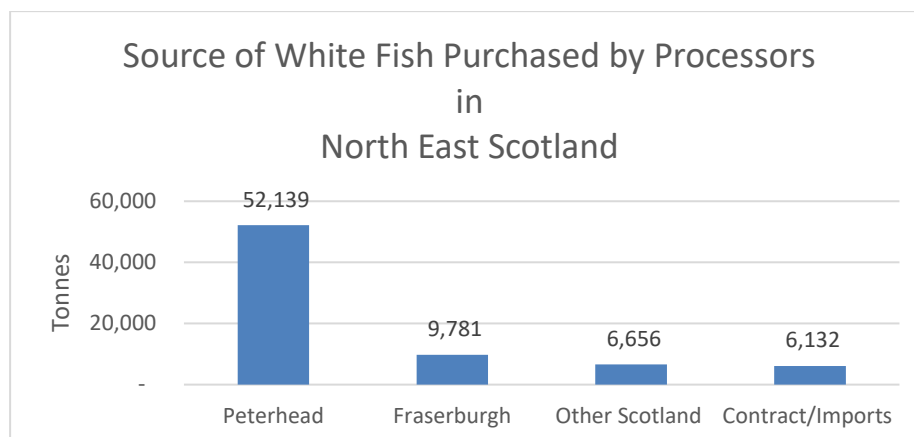 Source of White Fish Purchased by Processors
in
North East Scotland
60,000
40,000
20,000
-
Tonnes
52,139
9,781
6,656
6,132
Peterhead
Fraserburgh
Other Scotland
Contract/Imports